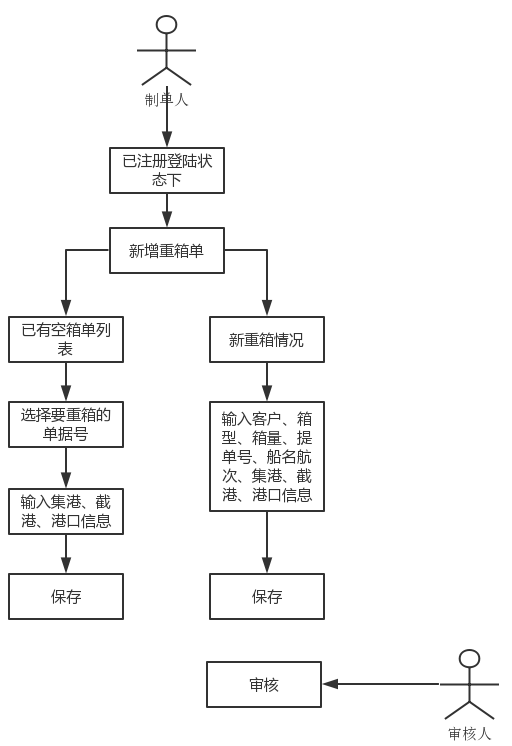 制单人
已注册登陆状
态下
新增重箱单
已有空箱单列
表
新重箱情况
选择要重箱的
单据号
输入客户、箱
型、箱量、提
单号、船名航
次、集港、截
港、港口信息
输入集港、截
港、港口信息
保存
保存
审核
审核人